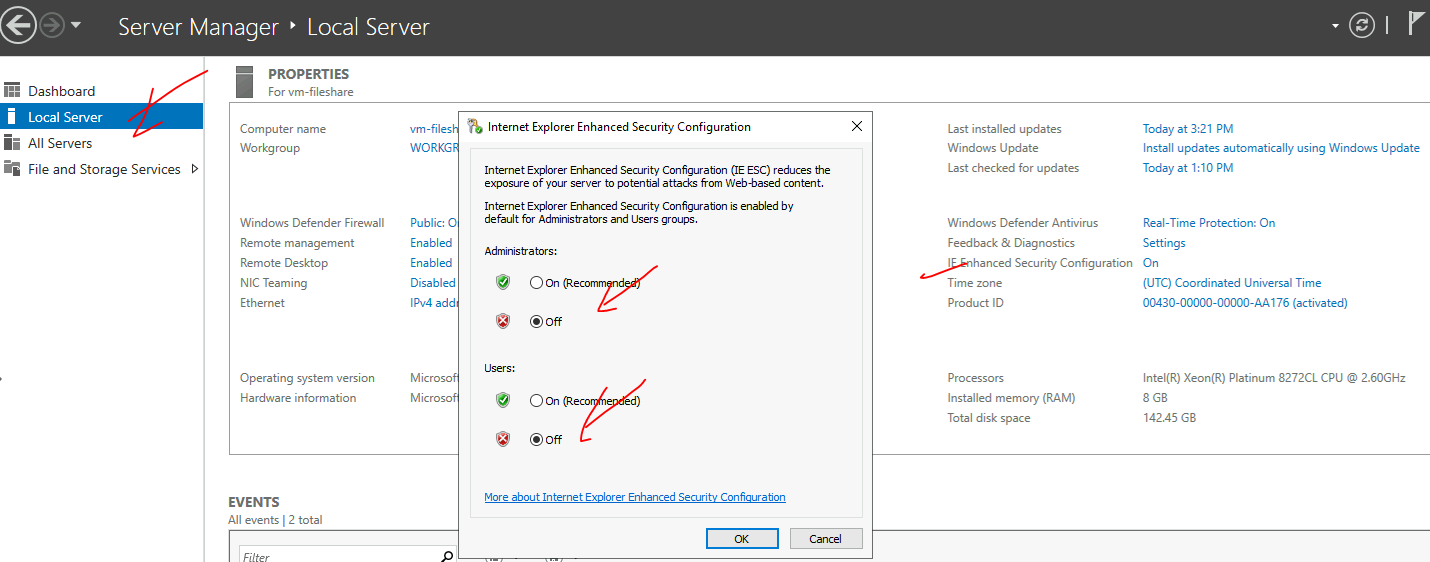 Server Manager ‣ Local Server
Dashboard
Local Server
All Servers
File and Storage Services
PROPERTIES
For vm-fileshare
Computer name vm-filesh
Workgroup WORKGR
Windows Defender Firewall Public: O
Remote management Enabled
Remote Desktop Enabled
NIC Teaming Disabled
Ethernet IPv4 addr
Operating system version Microsoft
Hardware information Microsoft
Last installed updates Today at 3:21 PM
Windows Update Install updates automatically using Windows Update
Last checked for updates Today at 1:10 PM
Windows Defender Antivirus Real-Time Protection: On
Feedback & Diagnostics Settings
IE Enhanced Security Configuration On
Time zone (UTC) Coordinated Universal Time
Product ID 00430-00000-00000-AA176 (activated)
Processors Intel(R) Xeon(R) Platinum 8272CL CPU @ 2.60GHz
Installed memory (RAM) 8 GB
Total disk space 142.45 GB
Internet Explorer Enhanced Security Configuration
Internet Explorer Enhanced Security Configuration (IE ESC) reduces the
exposure of your server to potential attacks from Web-based content.
Internet Explorer Enhanced Security Configuration is enabled by
default for Administrators and Users groups.
Administrators:
On (Recommended)
Off
Users:
On (Recommended)
Off
More about Internet Explorer Enhanced Security Configuration
OK Cancel
EVENTS
All events | 2 total
Filter